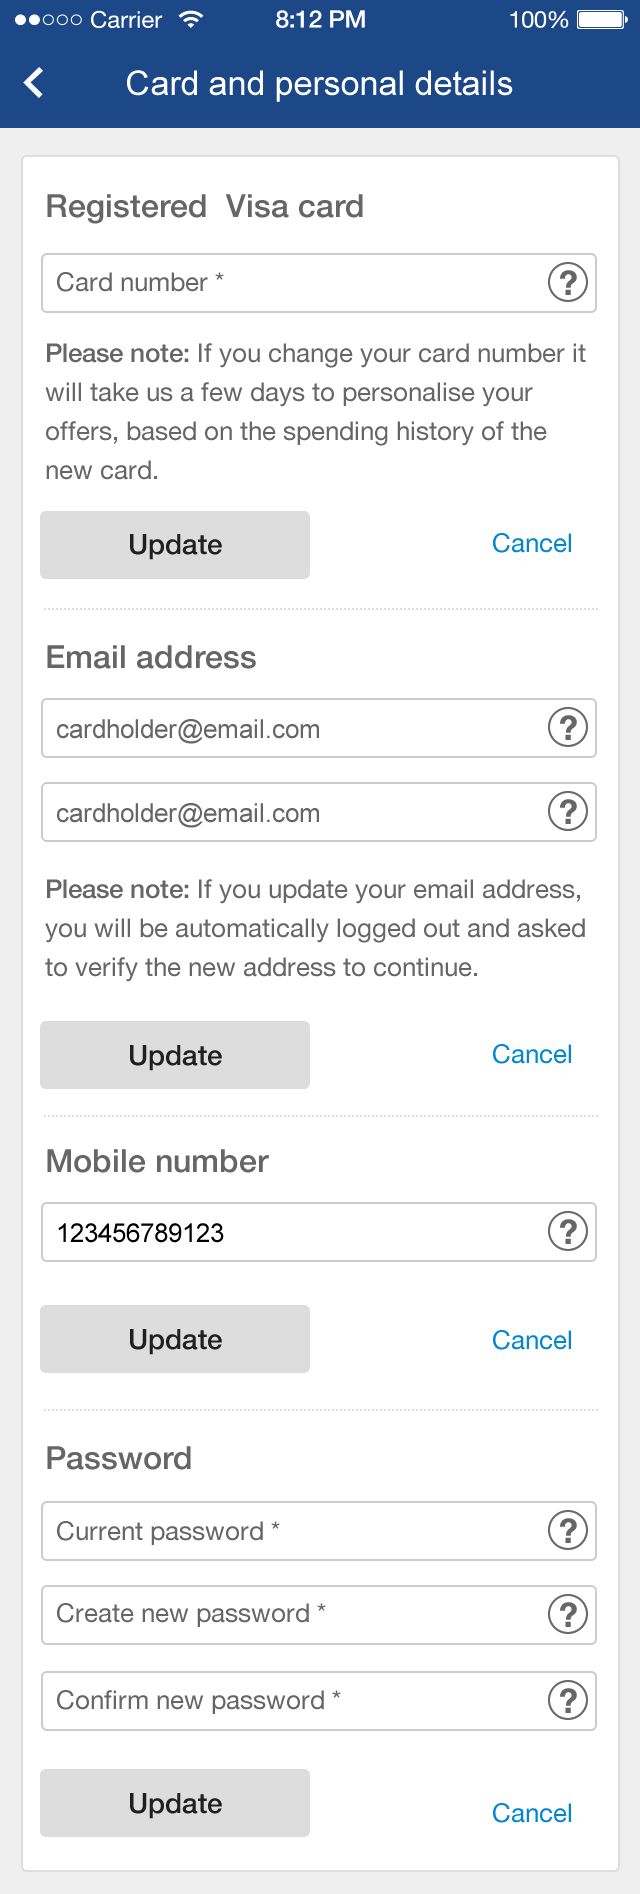 Carrier 8:12 PM 100%
Card and personal details
Registered Visa card
Card number *
?
Please note: If you change your card number it
will take us a few days to personalise your
offers, based on the spending history of the
new card.
Update Cancel
Email address
cardholder@email.com
?
cardholder@email.com
?
Please note: If you update your email address,
you will be automatically logged out and asked
to verify the new address to continue.
Update Cancel
Mobile number
123456789123
?
Update Cancel
Password
Current password *
?
Create new password *
?
Confirm new password *
?
Update Cancel